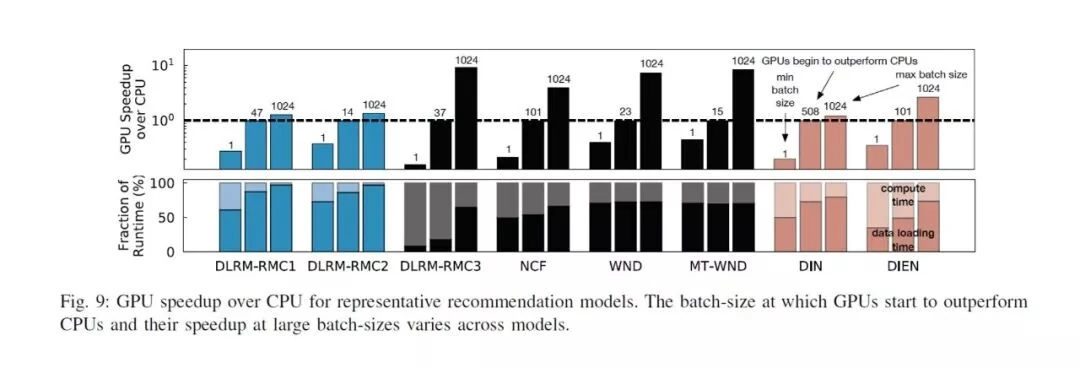 GPU Speedup
over CPU
10¹
10⁰
1
47
1024
1
14
1024
1
37
1024
1
101
1024
1
23
1024
1
15
1024
GPUs begin to outperform CPUs
min
batch
size
max batch size
1
508
1024
1
101
1024
Fraction of
Runtime (%)
100
50
0
compute
time
data loading
time
DLRM-RMC1 DLRM-RMC2 DLRM-RMC3 NCF WND MT-WND DIN DIEN
Fig. 9: GPU speedup over CPU for representative recommendation models. The batch-size at which GPUs start to outperform
CPUs and their speedup at large batch-sizes varies across models.